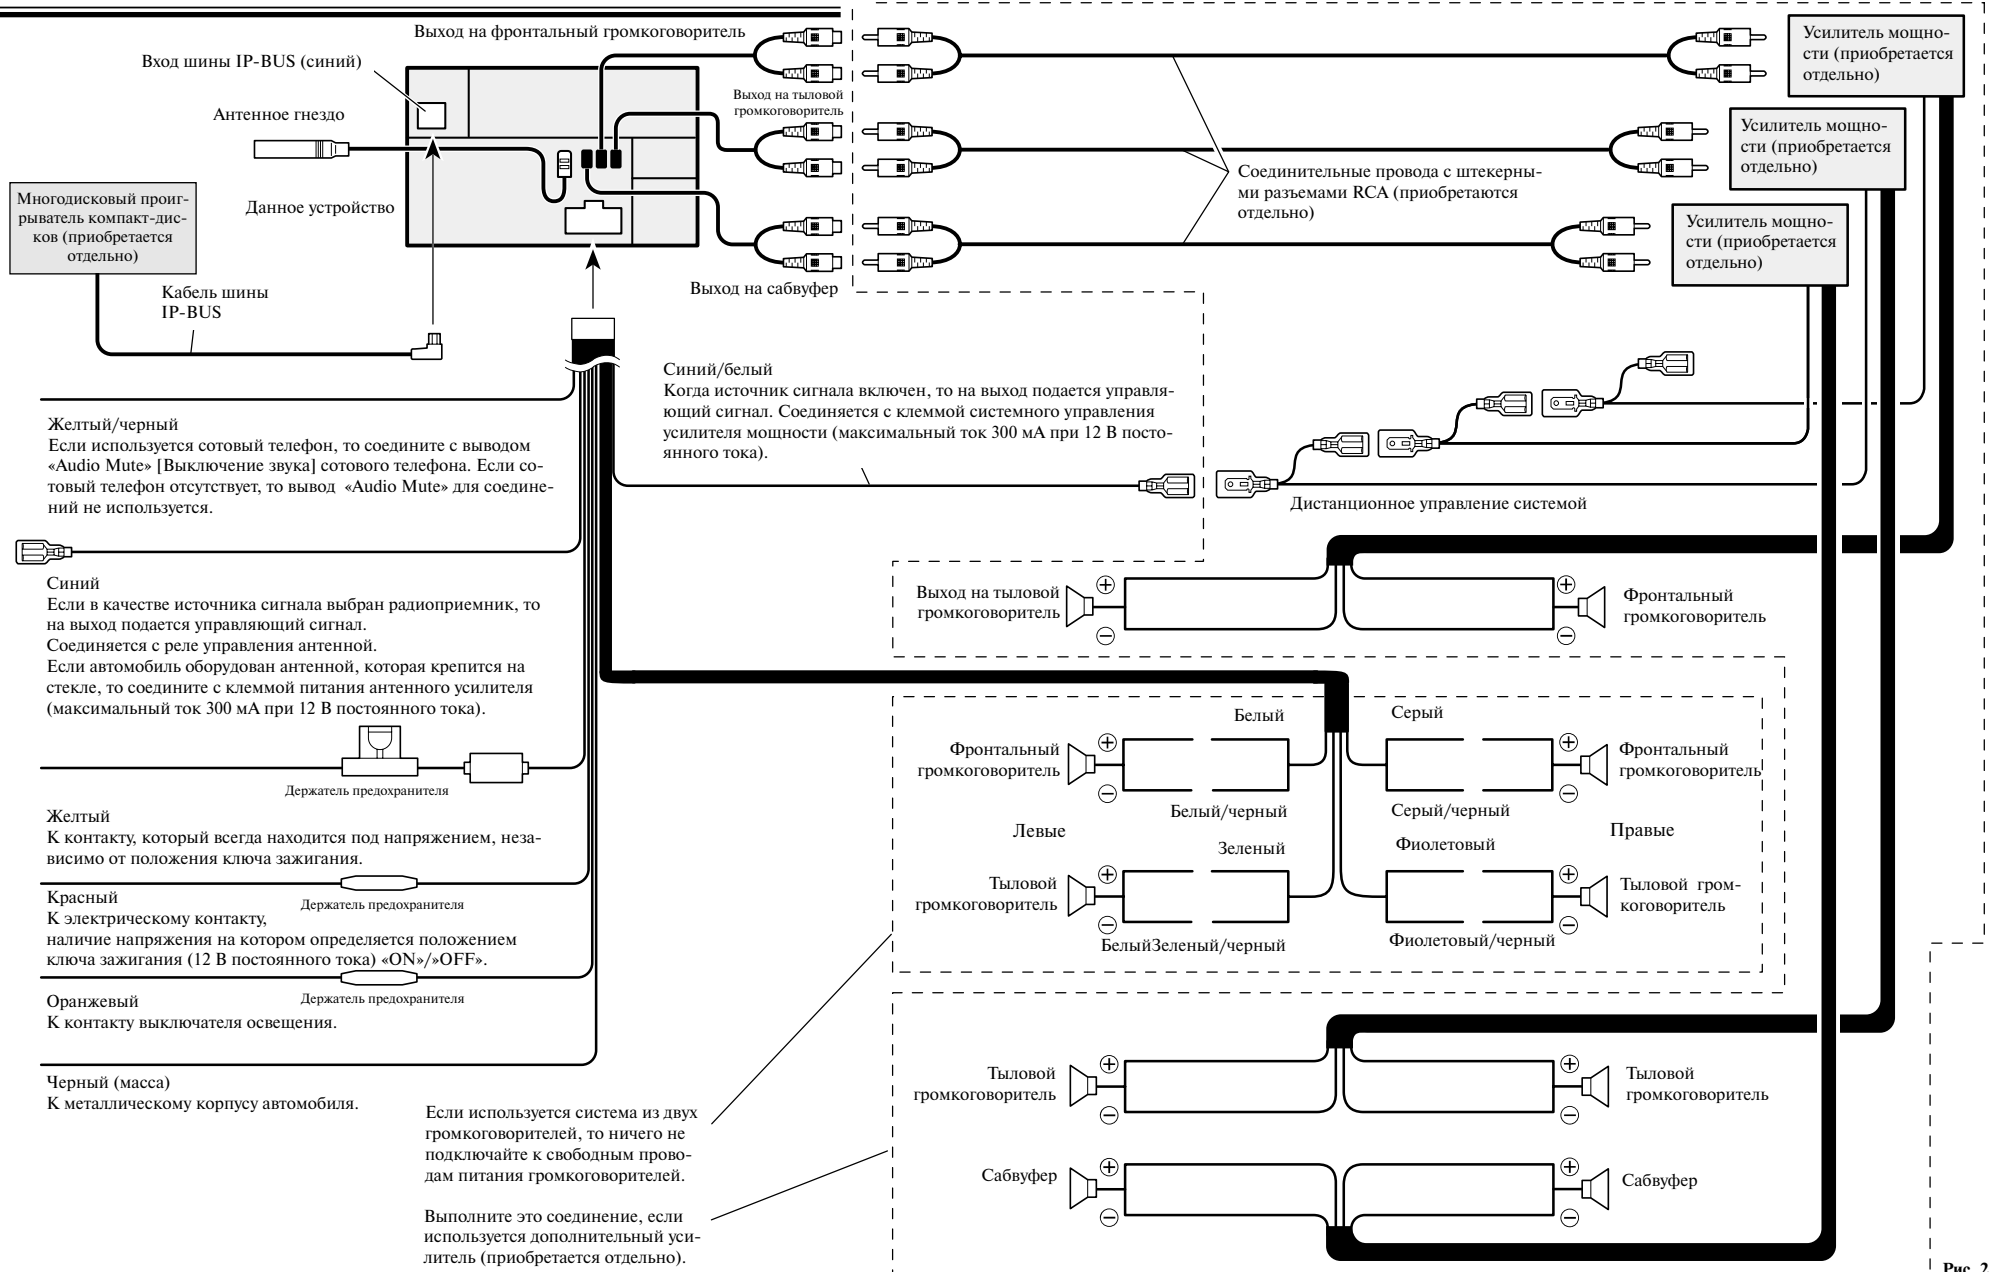 Выход на фронтальный громкоговоритель
Вход шины IP-BUS (синий)
Антенное гнездо
Данное устройство
Многодисковый проиг-
рыватель компакт-дис-
ков (приобретается
отдельно)
Кабель шины
IP-BUS
Выход на тыловой
громкоговоритель
Выход на сабвуфер
Соединительные провода с штекерны-
ми разъемами RCA (приобретаются
отдельно)
Усилитель мощно-
сти (приобретается
отдельно)
Усилитель мощно-
сти (приобретается
отдельно)
Усилитель мощно-
сти (приобретается
отдельно)
Синий/белый
Когда источник сигнала включен, то на выход подается управля-
ющий сигнал. Соединяется с клеммой системного управления
усилителя мощности (максимальный ток 300 мА при 12 В посто-
янного тока).
Дистанционное управление системой
Желтый/черный
Если используется сотовый телефон, то соедините с выводом
«Audio Mute» [Выключение звука] сотового телефона. Если со-
товый телефон отсутствует, то вывод «Audio Mute» для соедине-
ний не используется.
Синий
Если в качестве источника сигнала выбран радиоприемник, то
на выход подается управляющий сигнал.
Соединяется с реле управления антенной.
Если автомобиль оборудован антенной, которая крепится на
стекле, то соедините с клеммой питания антенного усилителя
(максимальный ток 300 мА при 12 В постоянного тока).
Держатель предохранителя
Желтый
К контакту, который всегда находится под напряжением, неза-
висимо от положения ключа зажигания.
Держатель предохранителя
Красный
К электрическому контакту,
наличие напряжения на котором определяется положением
ключа зажигания (12 В постоянного тока) «ON»/»OFF».
Держатель предохранителя
Оранжевый
К контакту выключателя освещения.
Черный (масса)
К металлическому корпусу автомобиля.
Если используется система из двух
громкоговорителей, то ничего не
подключайте к свободным прово-
дам питания громкоговорителей.
Выполните это соединение, если
используется дополнительный уси-
литель (приобретается отдельно).
Выход на тыловой
громкоговоритель
+
−
+
−
Фронтальный
громкоговоритель
Белый
Серый
Фронтальный
громкоговоритель
+
−
+
−
Фронтальный
громкоговоритель
Белый/черный
Серый/черный
Левые
Правые
Зеленый
Фиолетовый
Тыловой
громкоговоритель
+
−
+
−
Тыловой гром-
коговоритель
БелыйЗеленый/черный
Фиолетовый/черный
Тыловой
громкоговоритель
+
−
+
−
Тыловой
громкоговоритель
Сабвуфер
+
−
+
−
Сабвуфер
Рис. 2